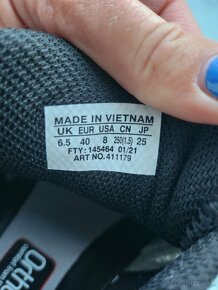 MADE IN VIETNAM
UK EUR USA CN JP
6.5 40 8 250(1.5) 25
FTY: 145464 01/21
ART NO.411179
Ortho